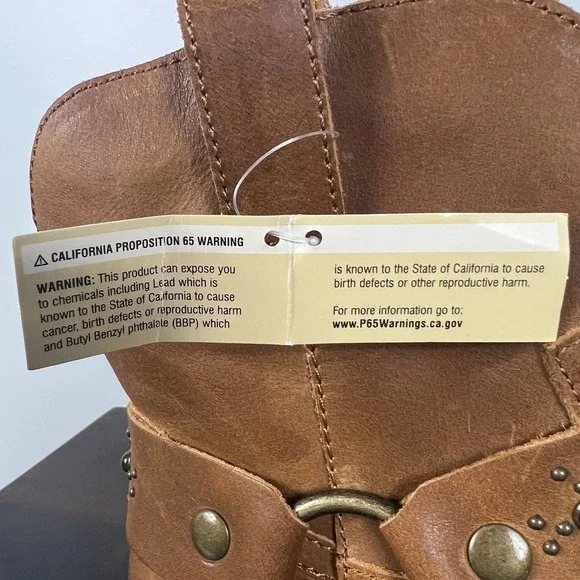 ⚠ CALIFORNIA PROPOSITION 65 WARNING
WARNING: This product can expose you
to chemicals including Lead which is
known to the State of California to cause
cancer, birth defects or reproductive harm
and Butyl Benzyl phthalate (BBP) which
is known to the State of California to cause
birth defects or other reproductive harm.
For more information go to:
www.P65Warnings.ca.gov